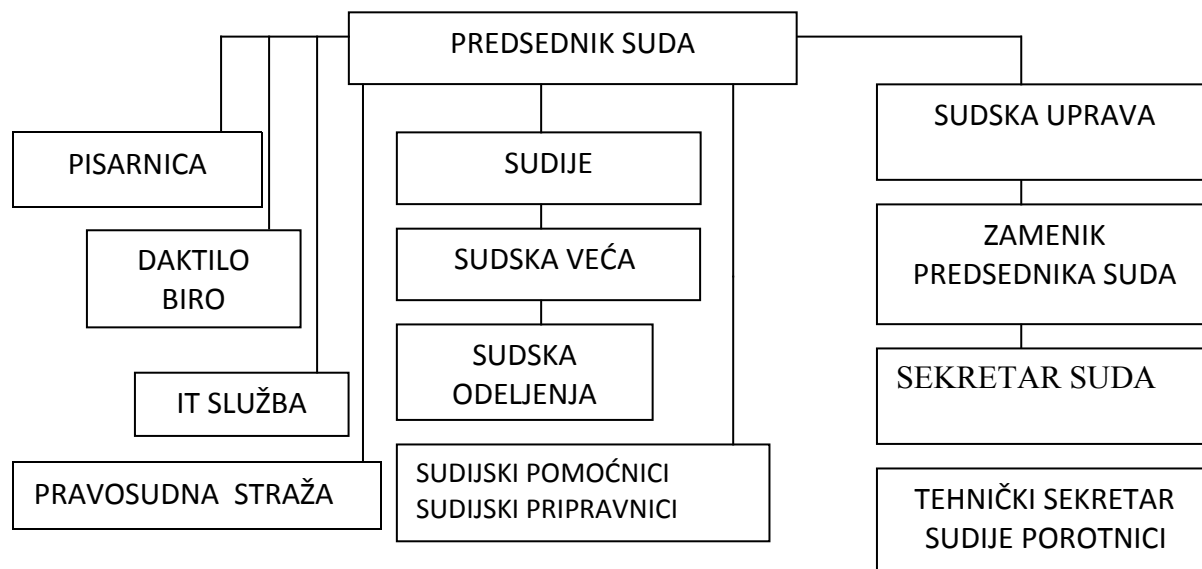 PREDSEDNIK SUDA
SUDSKA UPRAVA
PISARNICA
SUDIJE
ZAMENIK
PREDSEDNIKA SUDA
DAKTILO
BIRO
SUDSKA VEĆA
SUDSKA
ODELJENJA
SEKRETAR SUDA
IT SLUŽBA
PRAVOSUDNA STRAŽA
SUDIJSKI POMOĆNICI
SUDIJSKI PRIPRAVNICI
TEHNIČKI SEKRETAR
SUDIJE POROTNICI